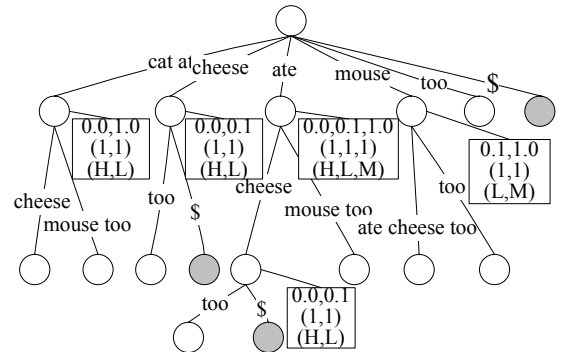 cat at
cheese
ate
mouse
too
$
0.0,1.0
(1,1)
(H,L)
0.0,0.1
(1,1)
(H,L)
0.0,0.1,1.0
(1,1,1)
(H,L,M)
0.1,1.0
(1,1)
(L,M)
cheese
mouse too
too
$
cheese
mouse too
ate cheese too
too
too
$
0.0,0.1
(1,1)
(H,L)